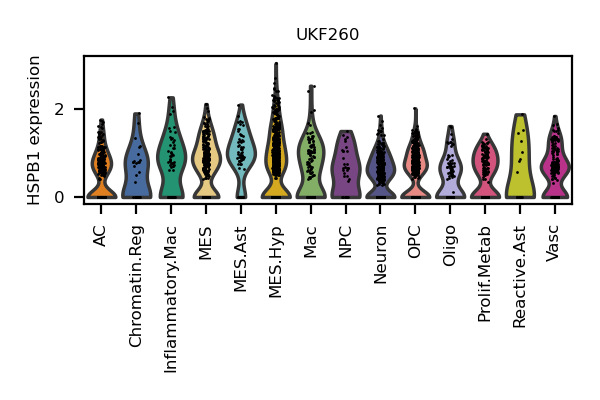 UKF260
HSPB1 expression
2
0
AC
Chromatin.Reg
Inflammatory.Mac
MES
MES.Ast
MES.Hyp
Mac
NPC
Neuron
OPC
Oligo
Prolif.Metab
Reactive.Ast
Vasc